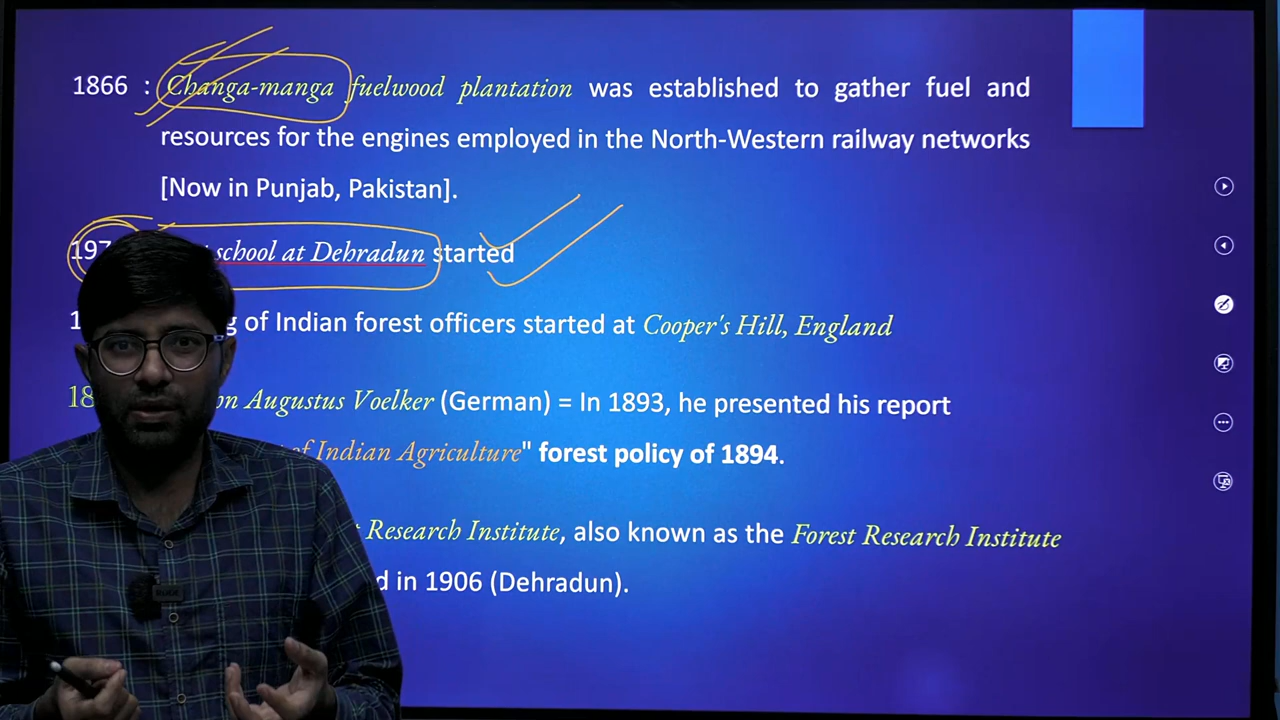 1866 : Changa-manga fuelwood plantation was established to gather fuel and
resources for the engines employed in the North-Western railway networks
[Now in Punjab, Pakistan].
197 school at Dehradun started
1 g of Indian forest officers started at Cooper's Hill, England
18 on Augustus Voelker (German) = In 1893, he presented his report
of Indian Agriculture" forest policy of 1894.
t Research Institute, also known as the Forest Research Institute
d in 1906 (Dehradun).